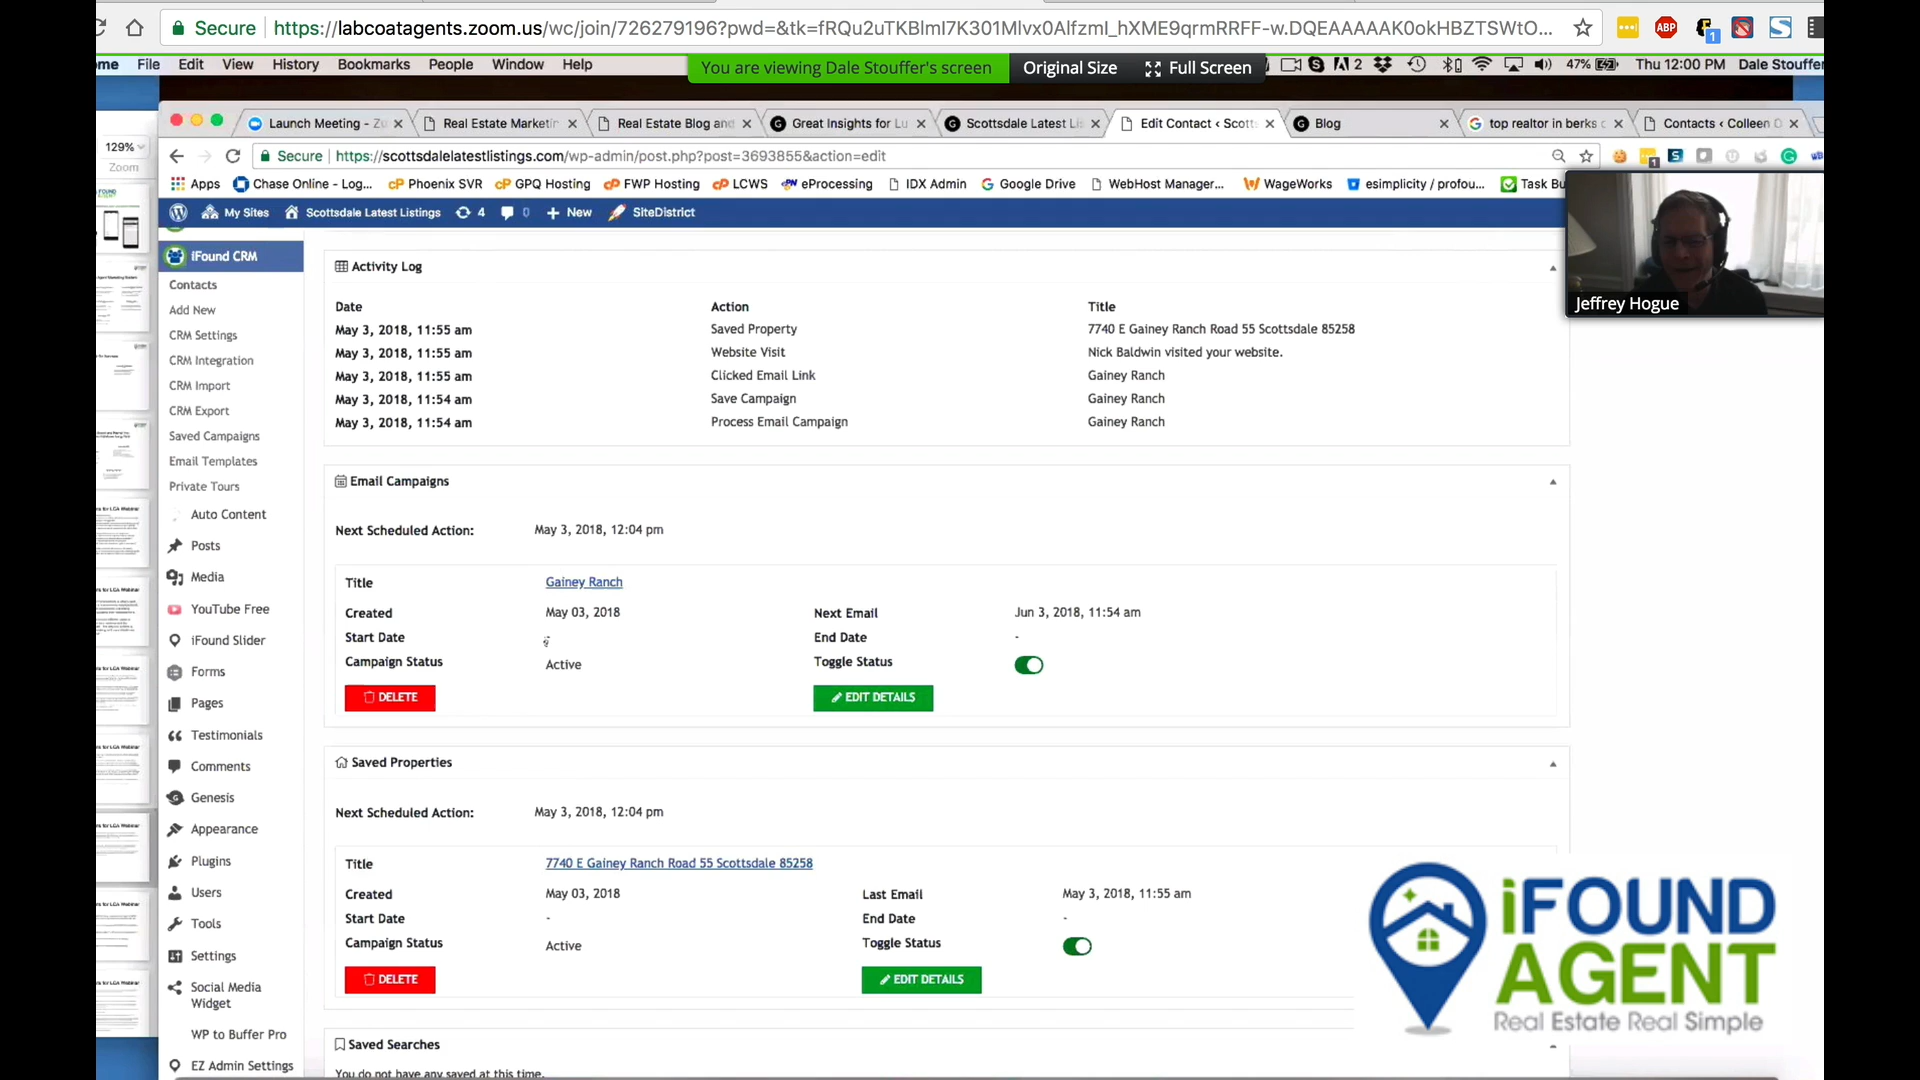 Secure https://labcoatagents.zoom.us/wc/join/726279196?pwd=&tk=fRQu2uTKBlmI7K301Mlvx0Alfzml_hXME9qrmRRFF-w.DQEAAAAAK0okHBZTSWtO...
ABP
1
ome File Edit View History Bookmarks People Window Help
You are viewing Dale Stouffer's screen Original Size Full Screen
2 47% Thu 12:00 PM Dale Stouffer
Launch Meeting - Zo Real Estate Marketin Real Estate Blog and Great Insights for Lu Scottsdale Latest Lis Edit Contact ‹ Scotts Blog top realtor in berks c Contacts ‹ Colleen
129%
Zoom
Secure https://scottsdalelatestlistings.com/wp-admin/post.php?post=3693855&action=edit
Apps Chase Online - Log... Phoenix SVR GPQ Hosting FWP Hosting LCWS eProcessing IDX Admin Google Drive WebHost Manager... WageWorks esimplicity / profou... Task Bu
My Sites Scottsdale Latest Listings 4 0 New SiteDistrict
Jeffrey Hogue
iFound CRM
Contacts
Add New
CRM Settings
CRM Integration
CRM Import
CRM Export
Saved Campaigns
Email Templates
Private Tours
Auto Content
Posts
Media
YouTube Free
iFound Slider
Forms
Pages
Testimonials
Comments
Genesis
Appearance
Plugins
Users
Tools
Settings
Social Media
Widget
WP to Buffer Pro
EZ Admin Settings
Activity Log
Date Action Title
May 3, 2018, 11:55 am Saved Property 7740 E Gainey Ranch Road 55 Scottsdale 85258
May 3, 2018, 11:55 am Website Visit Nick Baldwin visited your website.
May 3, 2018, 11:55 am Clicked Email Link Gainey Ranch
May 3, 2018, 11:54 am Save Campaign Gainey Ranch
May 3, 2018, 11:54 am Process Email Campaign Gainey Ranch
Email Campaigns
Next Scheduled Action: May 3, 2018, 12:04 pm
Title Gainey Ranch
Created May 03, 2018 Next Email Jun 3, 2018, 11:54 am
Start Date - End Date -
Campaign Status Active Toggle Status
DELETE EDIT DETAILS
Saved Properties
Next Scheduled Action: May 3, 2018, 12:04 pm
Title 7740 E Gainey Ranch Road 55 Scottsdale 85258
Created May 03, 2018 Last Email May 3, 2018, 11:55 am
Start Date - End Date -
Campaign Status Active Toggle Status
DELETE EDIT DETAILS
Saved Searches
You do not have any saved at this time.
iFOUND
AGENT
Real Estate Real Simple